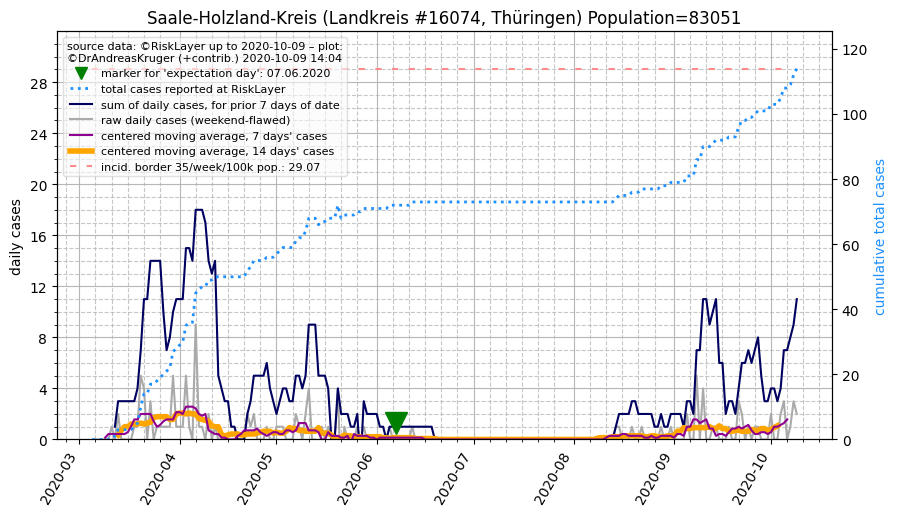 Saale-Holzland-Kreis (Landkreis #16074, Thüringen) Population=83051
source data: ©RiskLayer up to 2020-10-09 – plot:
©DrAndreasKruger (+contrib.) 2020-10-09 14:04
marker for 'expectation day': 07.06.2020
total cases reported at RiskLayer
sum of daily cases, for prior 7 days of date
raw daily cases (weekend-flawed)
centered moving average, 7 days' cases
centered moving average, 14 days' cases
incid. border 35/week/100k pop.: 29.07
daily cases
28
24
20
16
12
8
4
0
120
100
80
60
40
20
0
cumulative total cases
2020-03
2020-04
2020-05
2020-06
2020-07
2020-08
2020-09
2020-10